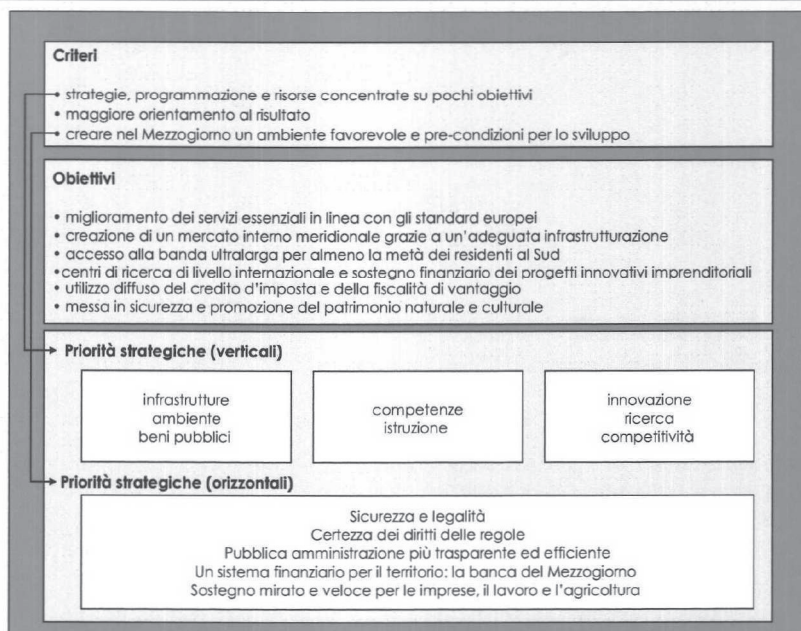 Criteri
• strategie, programmazione e risorse concentrate su pochi obiettivi
• maggiore orientamento al risultato
• creare nel Mezzogiorno un ambiente favorevole e pre-condizioni per lo sviluppo
Obiettivi
• miglioramento dei servizi essenziali in linea con gli standard europei
• creazione di un mercato interno meridionale grazie a un'adeguata infrastrutturazione
• accesso alla banda ultralarga per almeno la metà dei residenti al Sud
•centri di ricerca di livello internazionale e sostegno finanziario dei progetti innovativi imprenditoriali
• utilizzo diffuso del credito d'imposta e della fiscalità di vantaggio
• messa in sicurezza e promozione del patrimonio naturale e culturale
Priorità strategiche (verticali)
infrastrutture
ambiente
beni pubblici
competenze
istruzione
innovazione
ricerca
competitività
Priorità strategiche (orizzontali)
Sicurezza e legalità
Certezza dei diritti delle regole
Pubblica amministrazione più trasparente ed efficiente
Un sistema finanziario per il territorio: la banca del Mezzogiorno
Sostegno mirato e veloce per le imprese, il lavoro e l'agricoltura